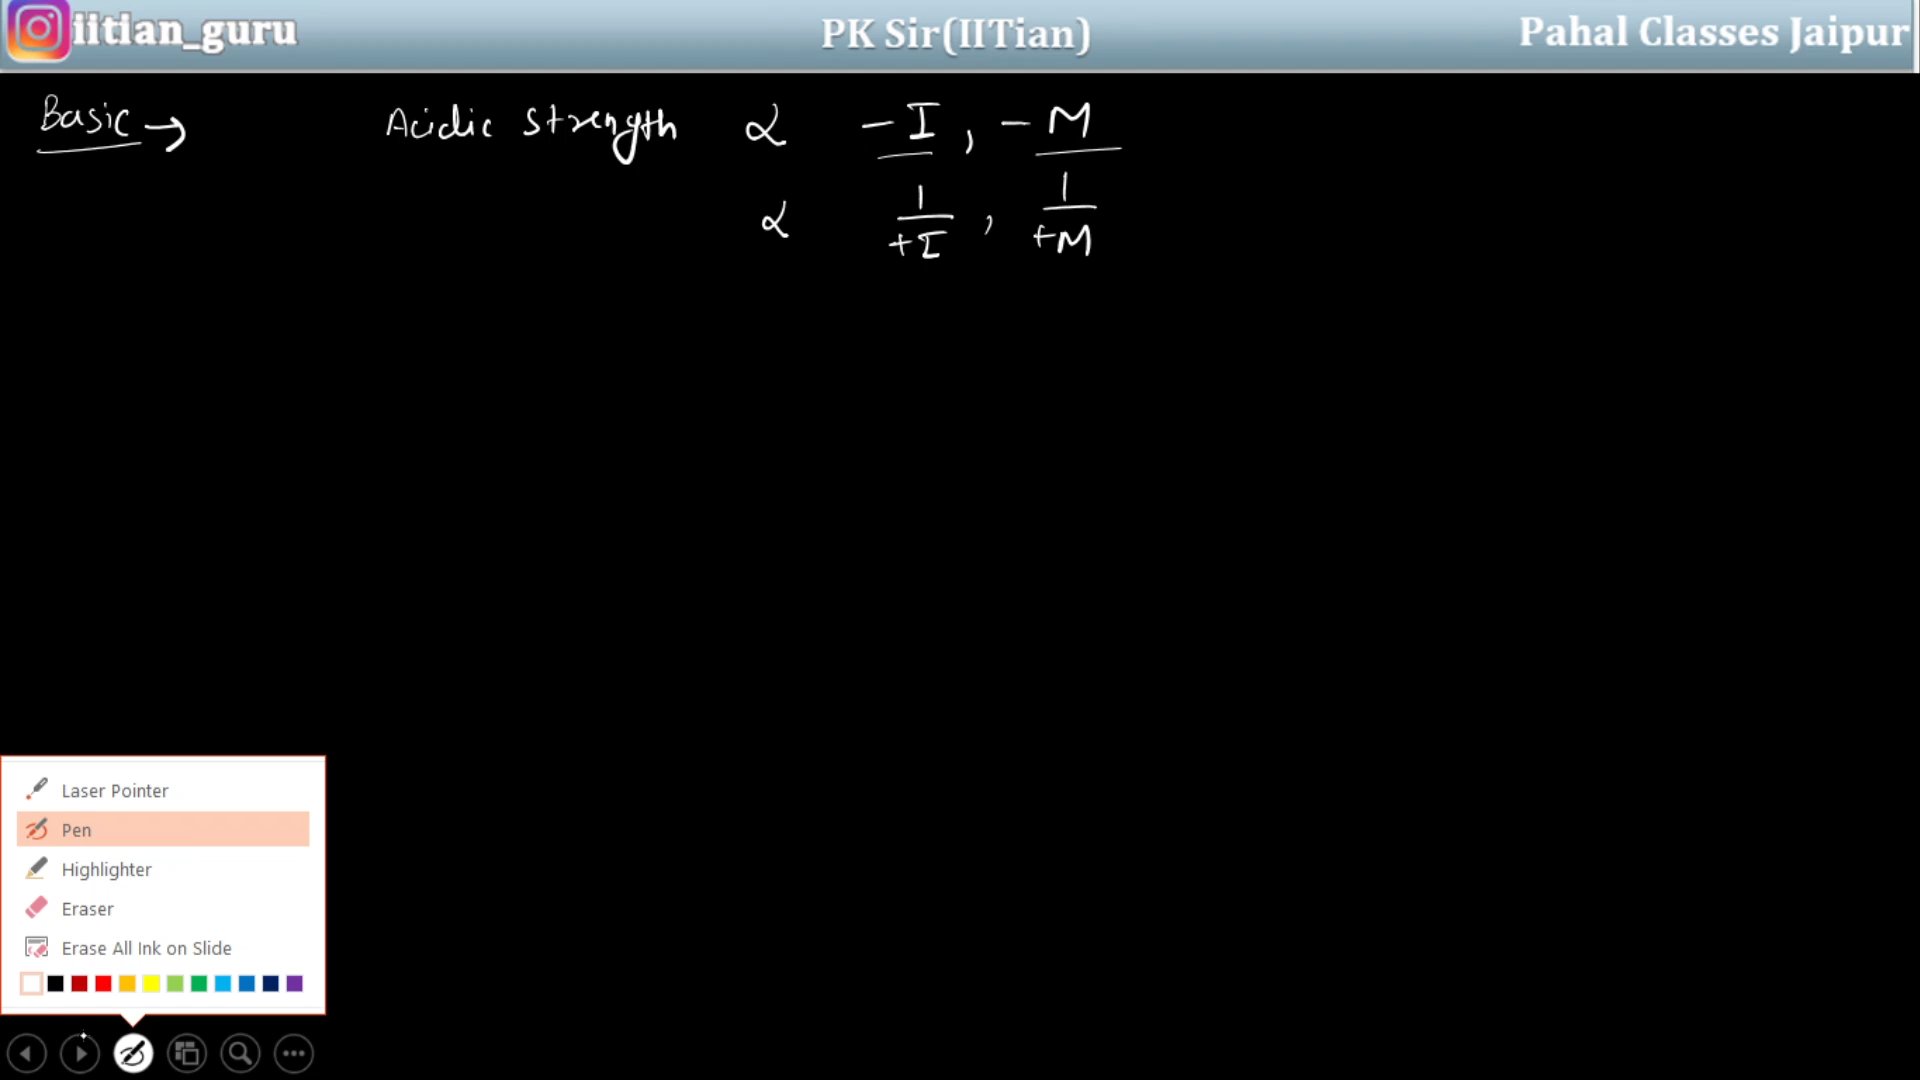 iitian_guru PK Sir(IITian) Pahal Classes Jaipur
Basic → Acidic strength α -I, -M
α 1/+I, 1/+M
Laser Pointer
Pen
Highlighter
Eraser
Erase All Ink on Slide